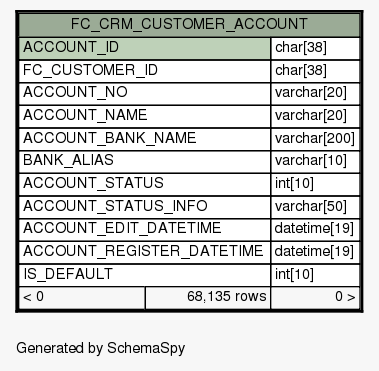 FC_CRM_CUSTOMER_ACCOUNT
ACCOUNT_ID char[38]
FC_CUSTOMER_ID char[38]
ACCOUNT_NO varchar[20]
ACCOUNT_NAME varchar[20]
ACCOUNT_BANK_NAME varchar[200]
BANK_ALIAS varchar[10]
ACCOUNT_STATUS int[10]
ACCOUNT_STATUS_INFO varchar[50]
ACCOUNT_EDIT_DATETIME datetime[19]
ACCOUNT_REGISTER_DATETIME datetime[19]
IS_DEFAULT int[10]
< 0 68,135 rows 0 >
Generated by SchemaSpy